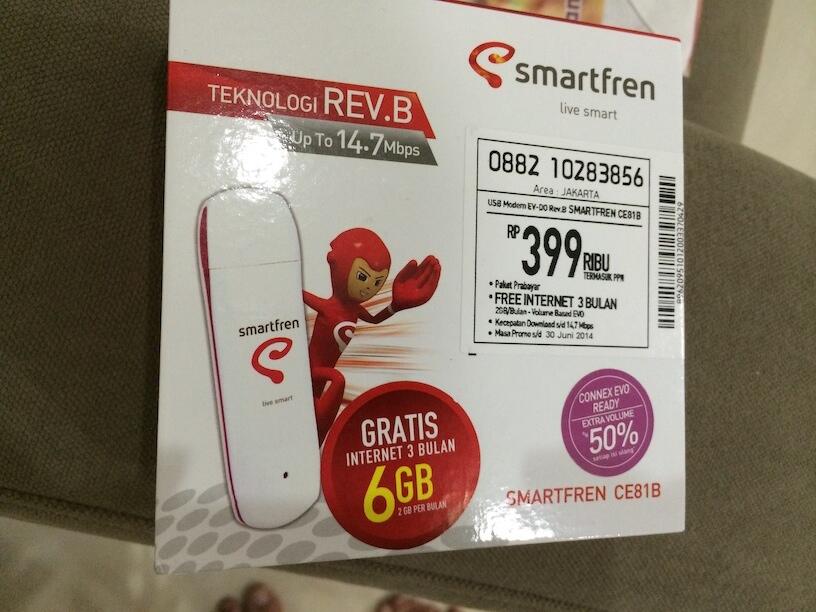 smartfren
live smart
TEKNOLOGI REV.B
Up To 14.7Mbps
0882 10283856
Area : JAKARTA
USB Modem EV-DO Rev.B SMARTFREN CE81B
RP 399 RIBU
TERMASUK PPN
• Paket Prabayar
• FREE INTERNET 3 BULAN
2GB/Bulan - Volume Based EVO
• Kecepatan Download s/d 14,7 Mbps
• Masa Promo s/d 30 Juni 2014
smartfren
live smart
GRATIS
INTERNET 3 BULAN
6GB
2 GB PER BULAN
CONNEX EVO
READY
EXTRA VOLUME
50%
setiap isi ulang
SMARTFREN CE81B